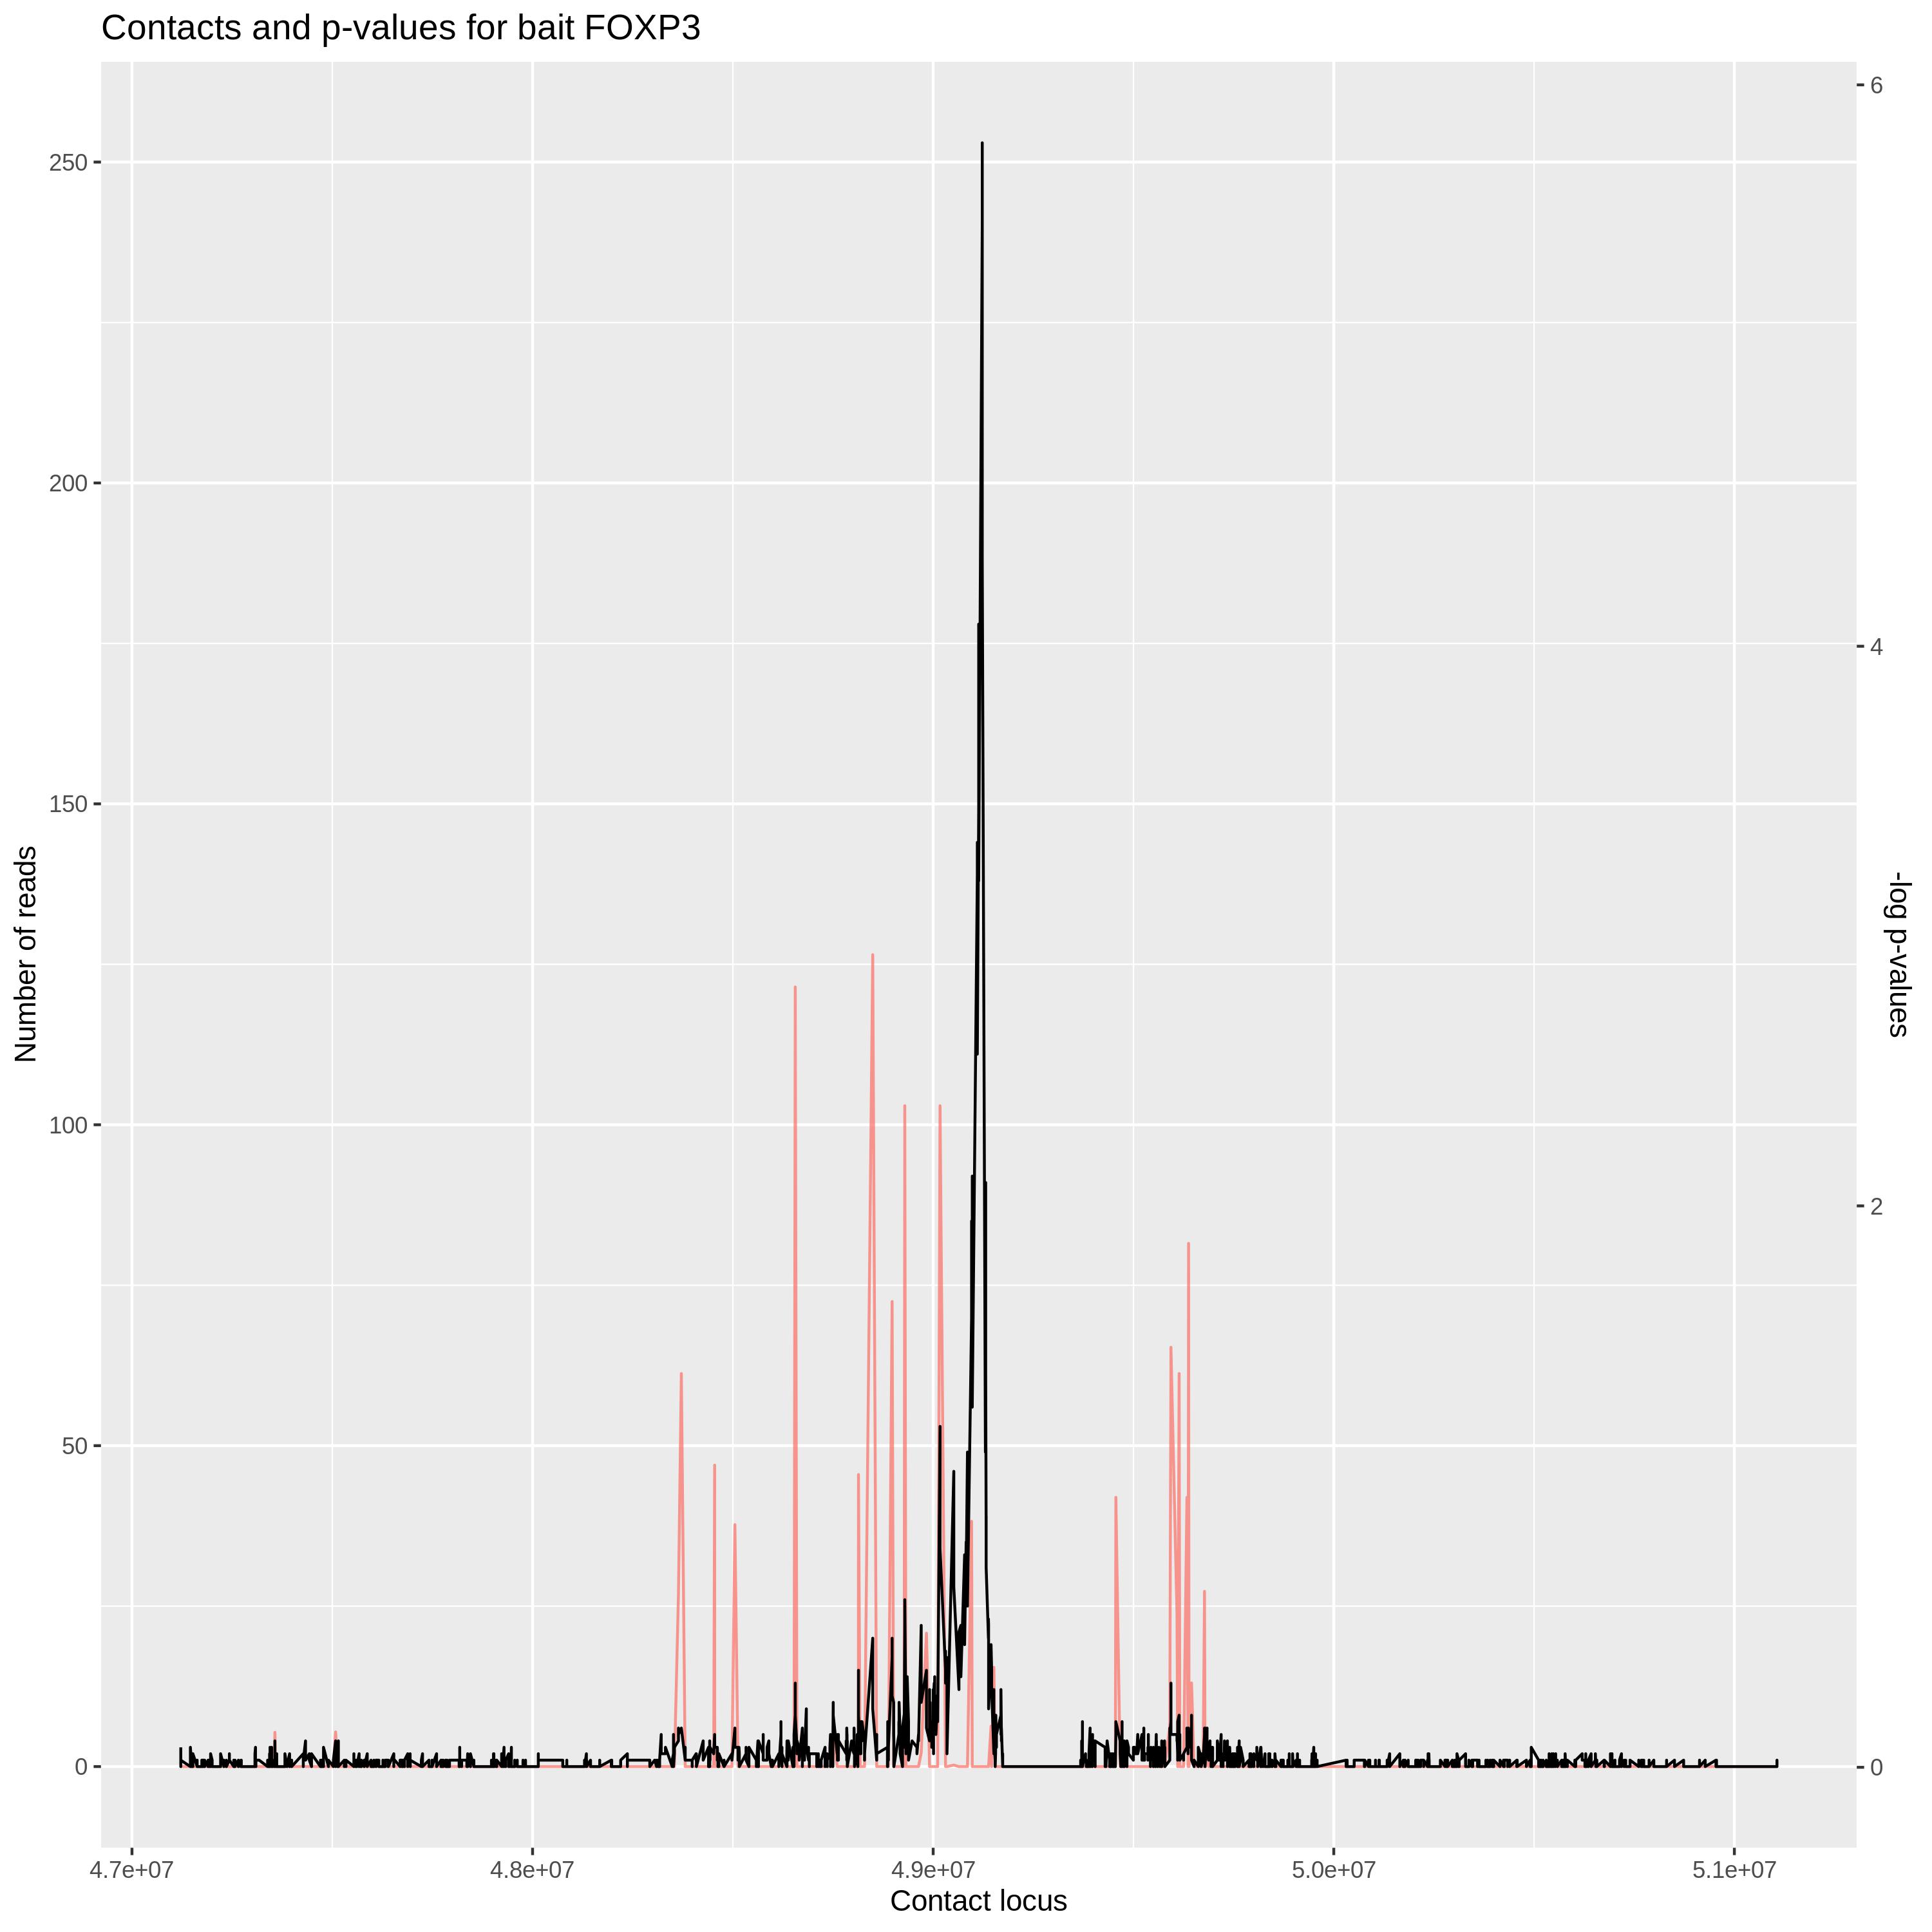 Contacts and p-values for bait FOXP3
Number of reads
250
200
150
100
50
0
6
4
2
0
-log p-values
4.7e+07
4.8e+07
4.9e+07
5.0e+07
5.1e+07
Contact locus